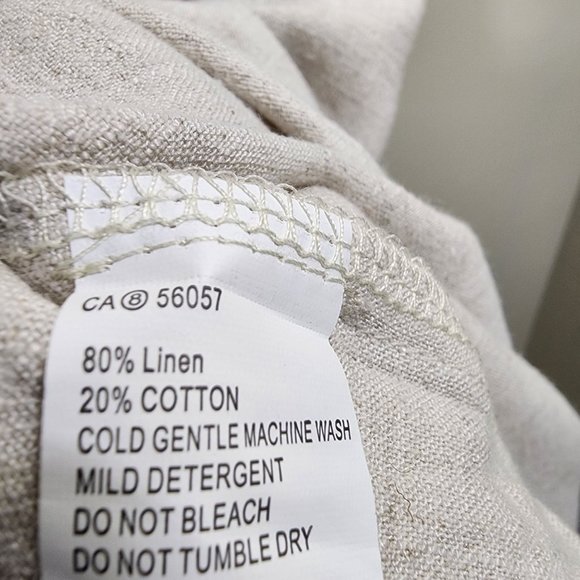 CA ⑧ 56057
80% Linen
20% COTTON
COLD GENTLE MACHINE WASH
MILD DETERGENT
DO NOT BLEACH
DO NOT TUMBLE DRY